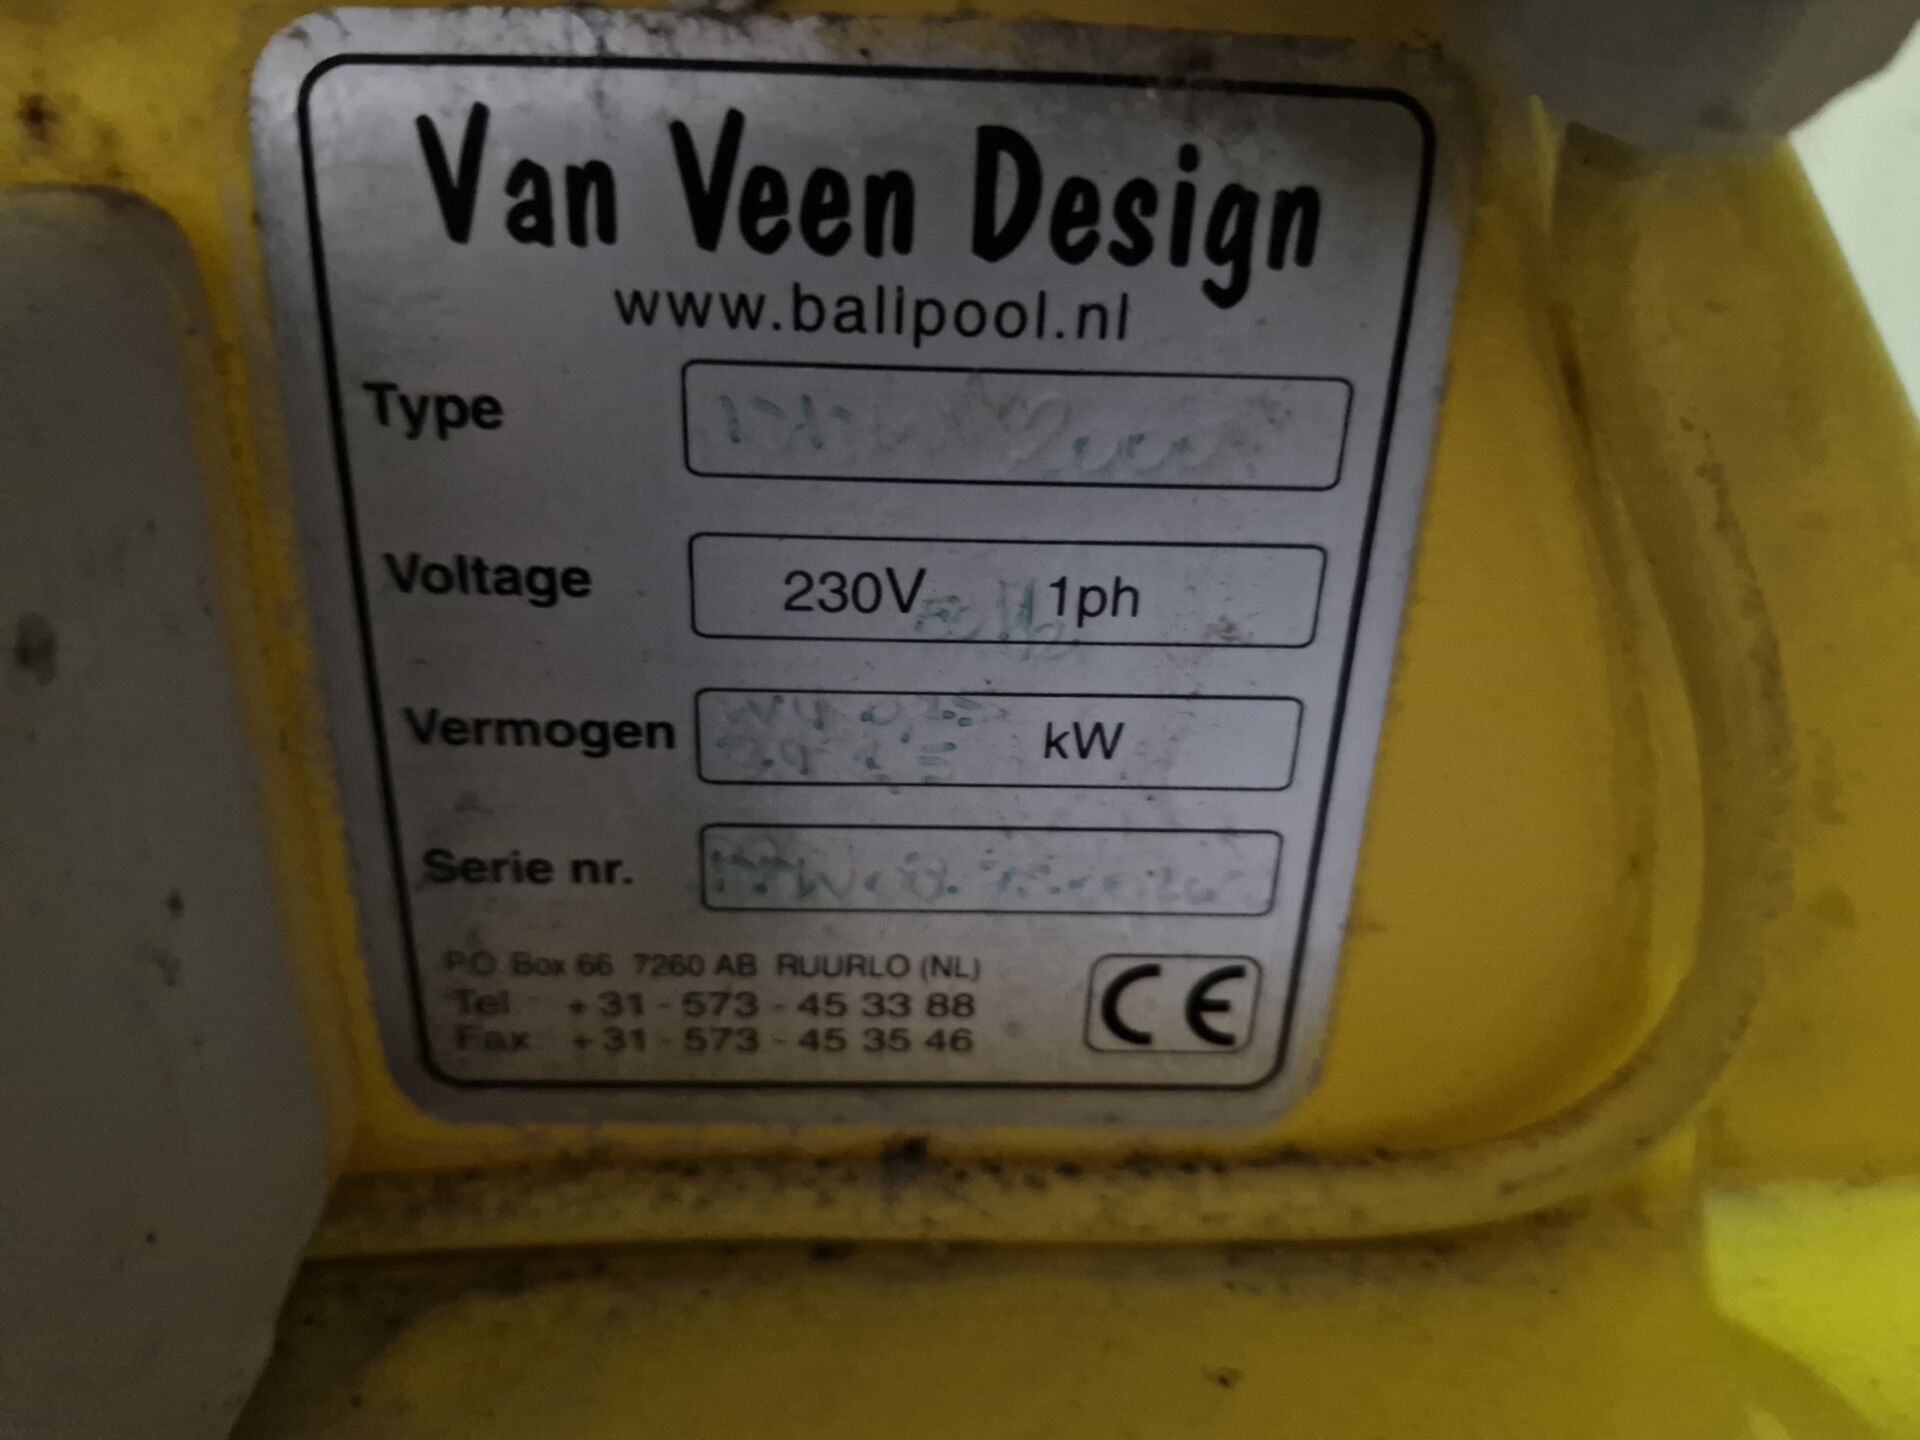 Van Veen Design
www.ballpool.nl
Type
Voltage 230V 1ph
Vermogen kW
Serie nr.
P.O. Box 66 7260 AB RUURLO (NL)
Tel. +31 - 573 - 45 33 88
Fax +31 - 573 - 45 35 46
CE